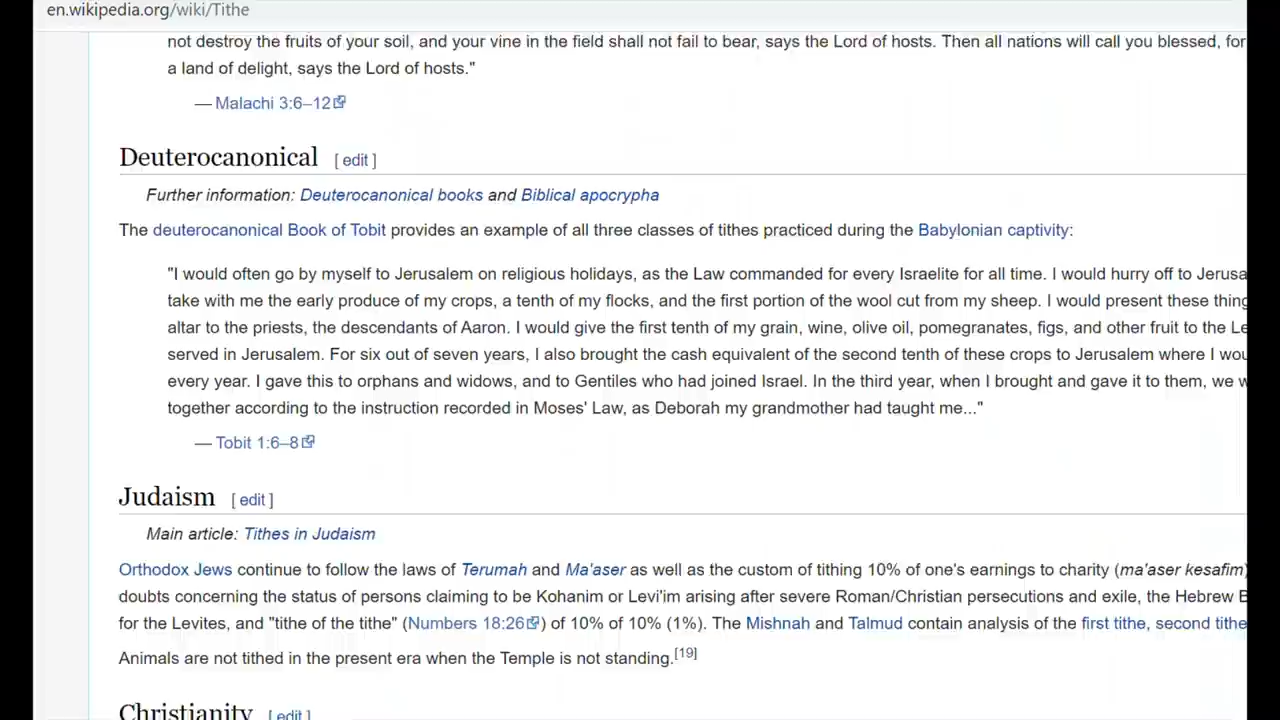 en.wikipedia.org/wiki/Tithe
not destroy the fruits of your soil, and your vine in the field shall not fail to bear, says the Lord of hosts. Then all nations will call you blessed, for
a land of delight, says the Lord of hosts."
— Malachi 3:6–12
Deuterocanonical [ edit ]
Further information: Deuterocanonical books and Biblical apocrypha
The deuterocanonical Book of Tobit provides an example of all three classes of tithes practiced during the Babylonian captivity:
"I would often go by myself to Jerusalem on religious holidays, as the Law commanded for every Israelite for all time. I would hurry off to Jerusa
take with me the early produce of my crops, a tenth of my flocks, and the first portion of the wool cut from my sheep. I would present these thing
altar to the priests, the descendants of Aaron. I would give the first tenth of my grain, wine, olive oil, pomegranates, figs, and other fruit to the Le
served in Jerusalem. For six out of seven years, I also brought the cash equivalent of the second tenth of these crops to Jerusalem where I wou
every year. I gave this to orphans and widows, and to Gentiles who had joined Israel. In the third year, when I brought and gave it to them, we w
together according to the instruction recorded in Moses' Law, as Deborah my grandmother had taught me..."
— Tobit 1:6–8
Judaism [ edit ]
Main article: Tithes in Judaism
Orthodox Jews continue to follow the laws of Terumah and Ma'aser as well as the custom of tithing 10% of one's earnings to charity (ma'aser kesafim)
doubts concerning the status of persons claiming to be Kohanim or Levi'im arising after severe Roman/Christian persecutions and exile, the Hebrew B
for the Levites, and "tithe of the tithe" (Numbers 18:26) of 10% of 10% (1%). The Mishnah and Talmud contain analysis of the first tithe, second tithe
Animals are not tithed in the present era when the Temple is not standing.[19]
Christianity [ edit ]